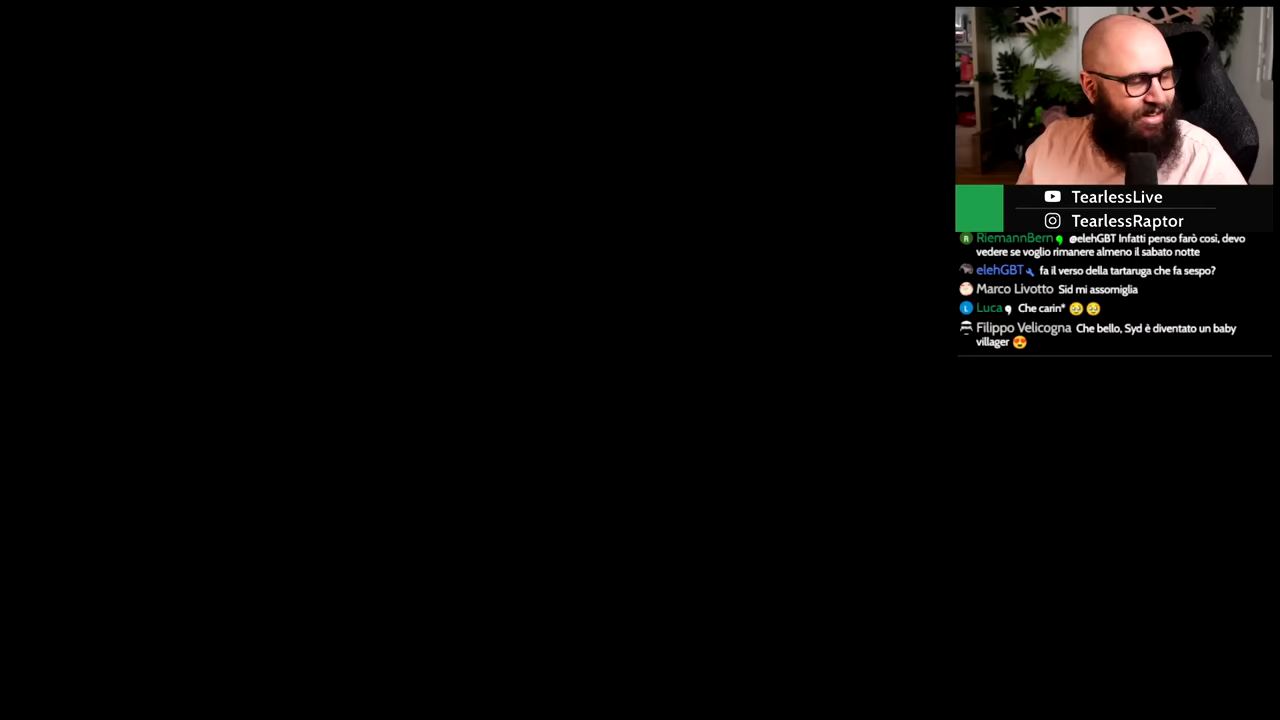 TearlessLive
TearlessRaptor
RiemannBern @elehGBT Infatti penso farò così, devo
vedere se voglio rimanere almeno il sabato notte
elehGBT fa il verso della tartaruga che fa sespo?
Marco Livotto Sid mi assomiglia
Luca Che carin* 🥹 🥹
Filippo Velicogna Che bello, Syd è diventato un baby
villager 😍